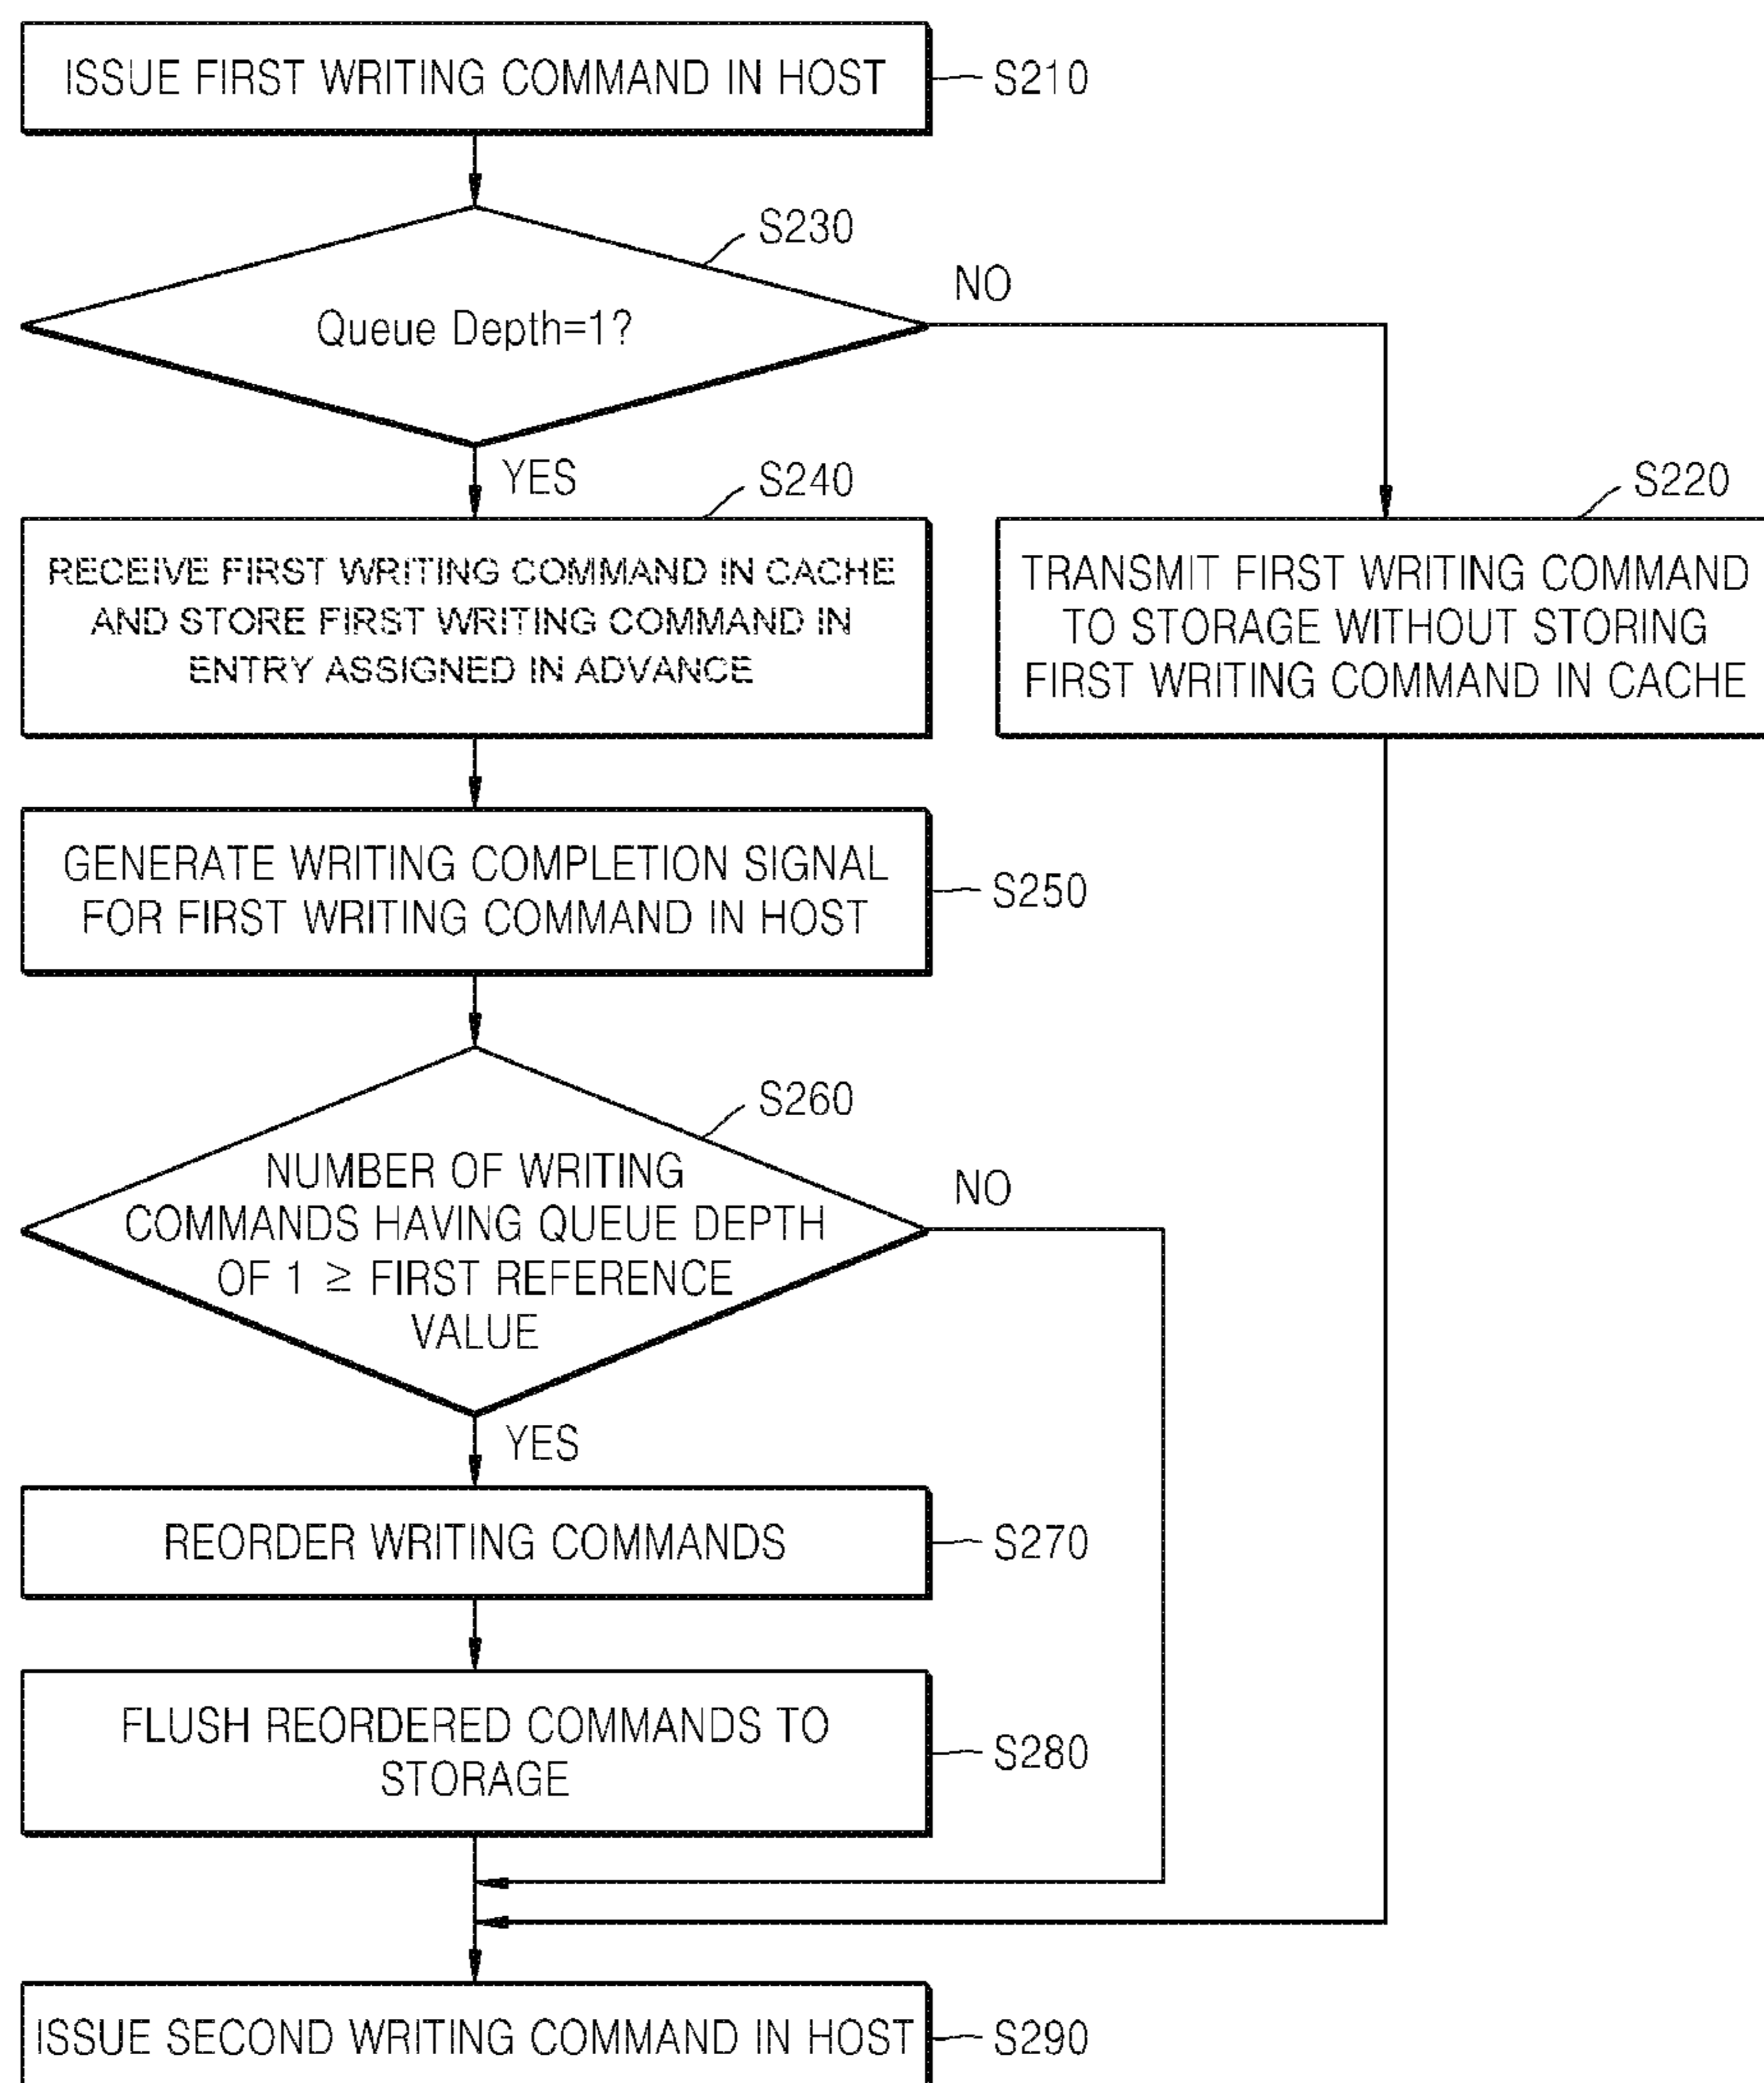 ISSUE FIRST WRITING COMMAND IN HOST
S210
S230
Queue Depth=1?
NO
YES
S240
RECEIVE FIRST WRITING COMMAND IN CACHE
AND STORE FIRST WRITING COMMAND IN
ENTRY ASSIGNED IN ADVANCE
S220
TRANSMIT FIRST WRITING COMMAND
TO STORAGE WITHOUT STORING
FIRST WRITING COMMAND IN CACHE
GENERATE WRITING COMPLETION SIGNAL
FOR FIRST WRITING COMMAND IN HOST
S250
S260
NUMBER OF WRITING
COMMANDS HAVING QUEUE DEPTH
OF 1 ≥ FIRST REFERENCE
VALUE
NO
YES
REORDER WRITING COMMANDS
S270
FLUSH REORDERED COMMANDS TO
STORAGE
S280
ISSUE SECOND WRITING COMMAND IN HOST
S290